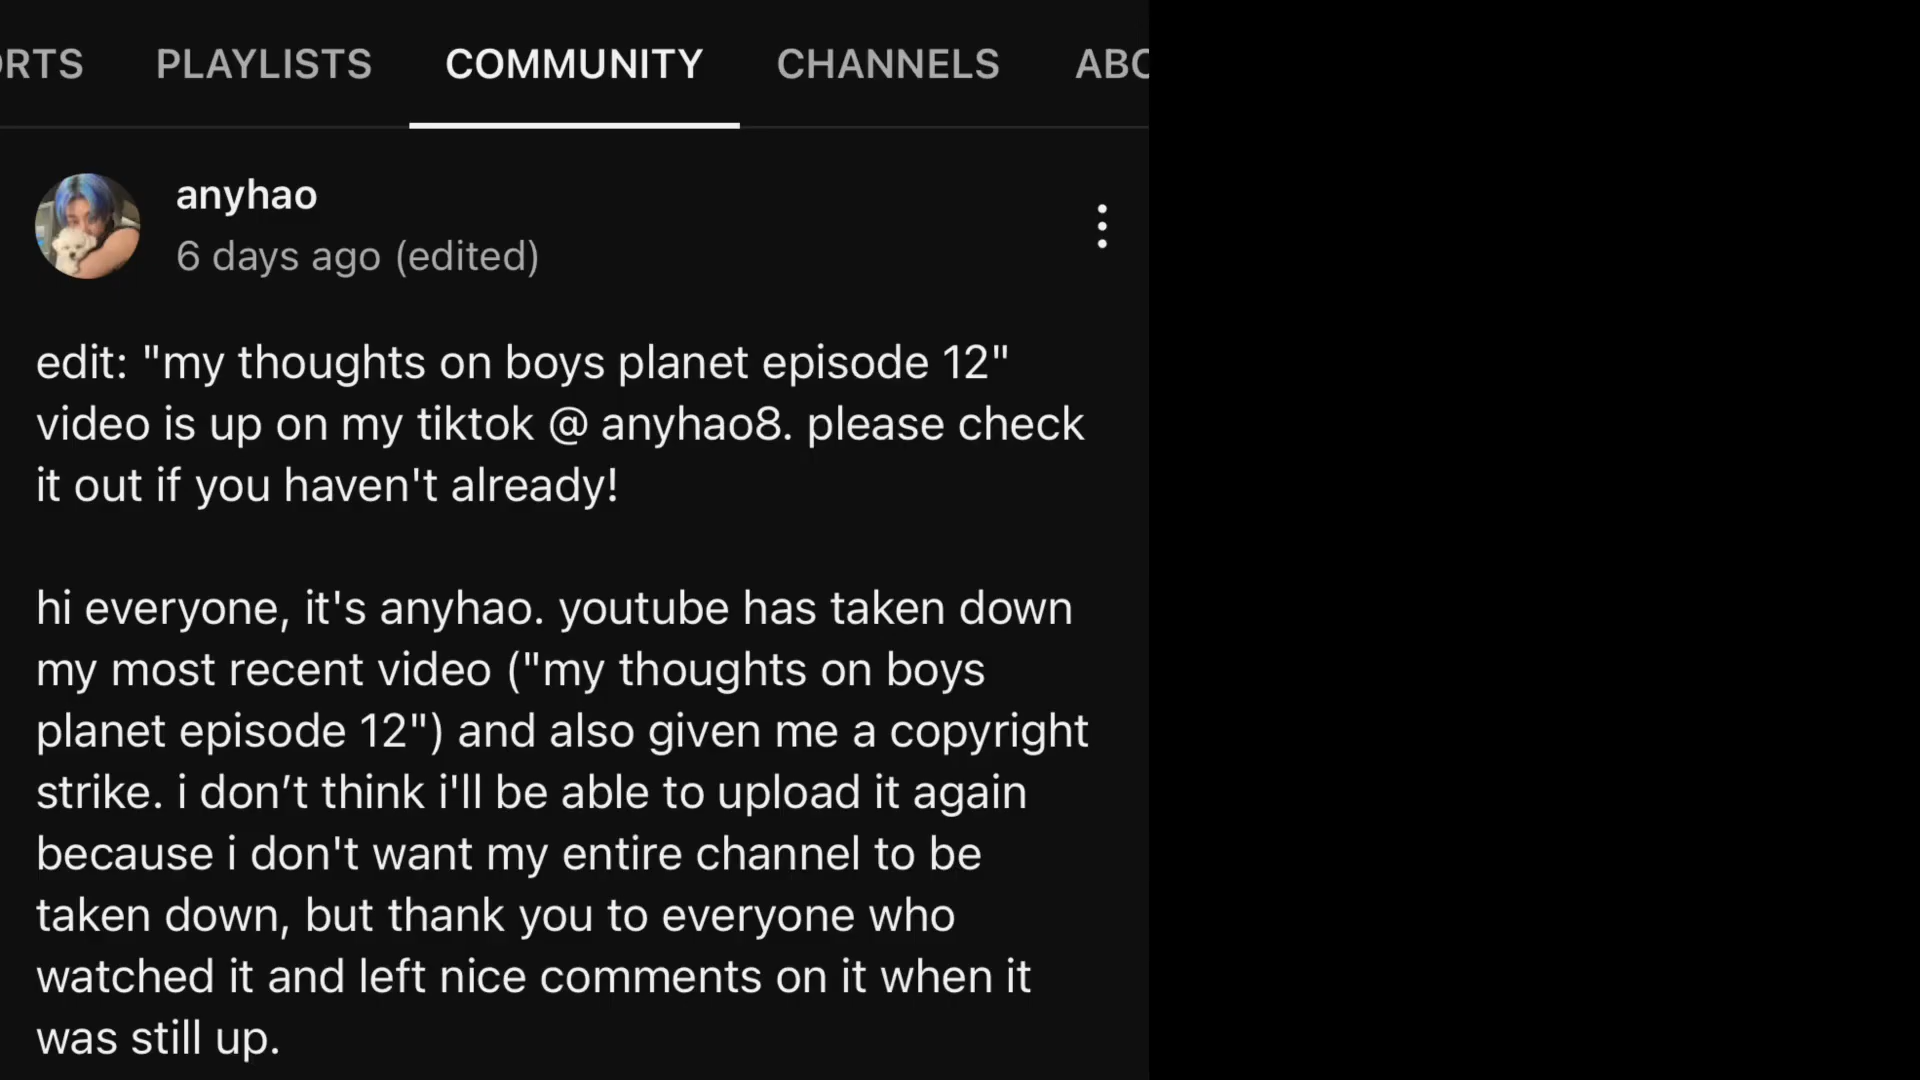 ORTS PLAYLISTS COMMUNITY CHANNELS ABO
anyhao
6 days ago (edited)
edit: "my thoughts on boys planet episode 12"
video is up on my tiktok @ anyhao8. please check
it out if you haven't already!
hi everyone, it's anyhao. youtube has taken down
my most recent video ("my thoughts on boys
planet episode 12") and also given me a copyright
strike. i don’t think i'll be able to upload it again
because i don't want my entire channel to be
taken down, but thank you to everyone who
watched it and left nice comments on it when it
was still up.